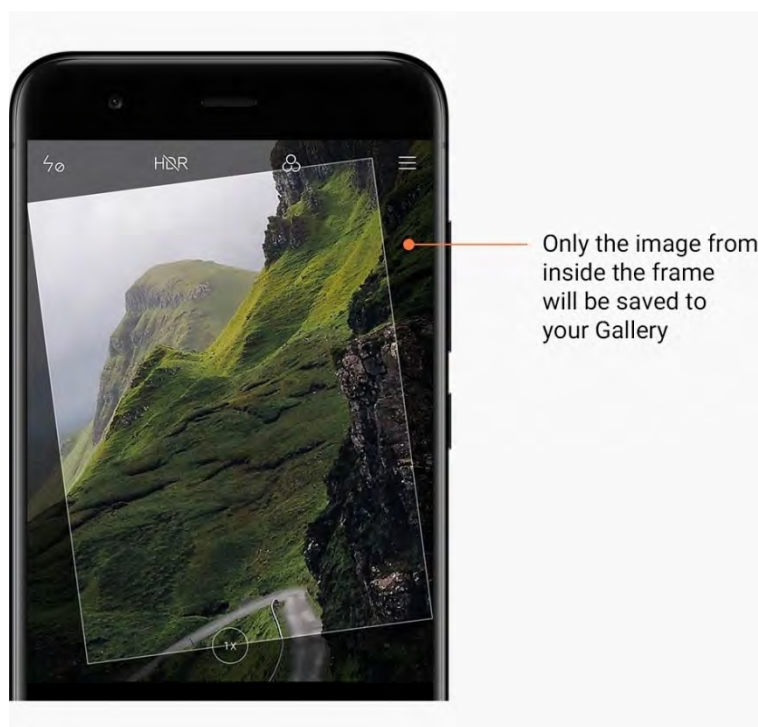 HDR
Only the image from
inside the frame
will be saved to
your Gallery
1X